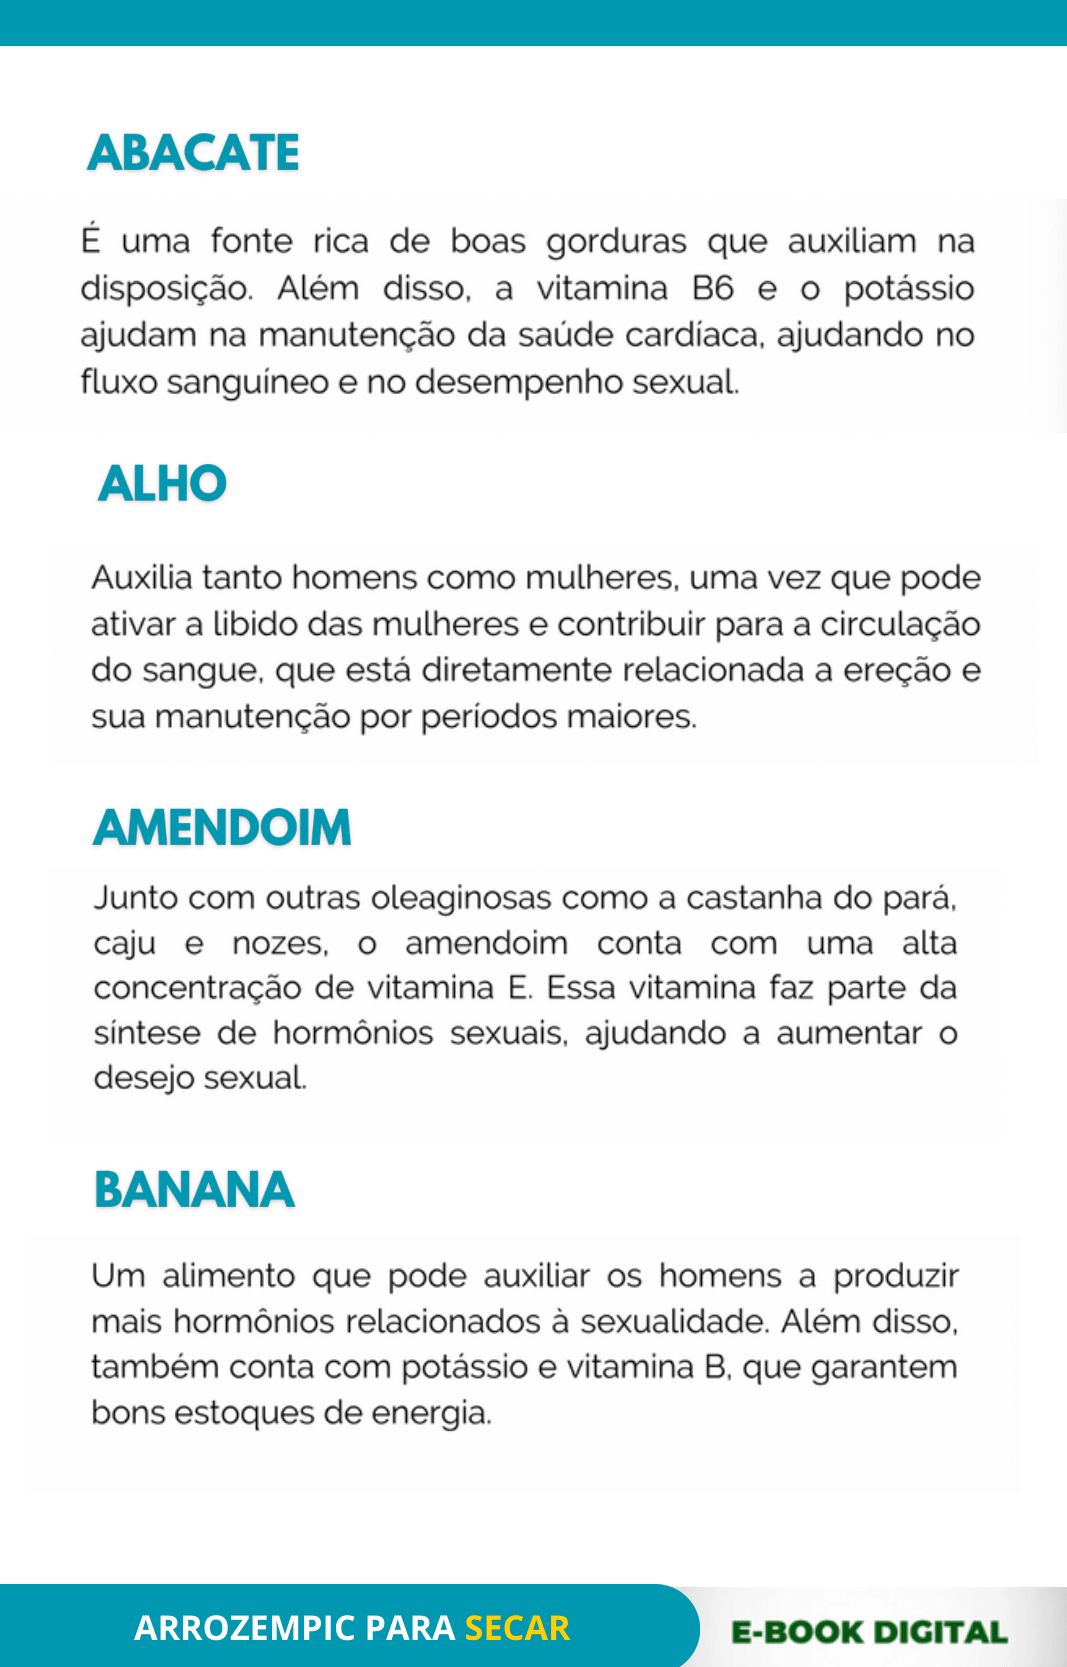 ABACATE
É uma fonte rica de boas gorduras que auxiliam na
disposição. Além disso, a vitamina B6 e o potássio
ajudam na manutenção da saúde cardíaca, ajudando no
fluxo sanguíneo e no desempenho sexual.
ALHO
Auxilia tanto homens como mulheres, uma vez que pode
ativar a libido das mulheres e contribuir para a circulação
do sangue, que está diretamente relacionada a ereção e
sua manutenção por períodos maiores.
AMENDOIM
Junto com outras oleaginosas como a castanha do pará,
caju e nozes, o amendoim conta com uma alta
concentração de vitamina E. Essa vitamina faz parte da
síntese de hormônios sexuais, ajudando a aumentar o
desejo sexual.
BANANA
Um alimento que pode auxiliar os homens a produzir
mais hormônios relacionados à sexualidade. Além disso,
também conta com potássio e vitamina B, que garantem
bons estoques de energia.
ARROZEMPIC PARA SECAR
E-BOOK DIGITAL